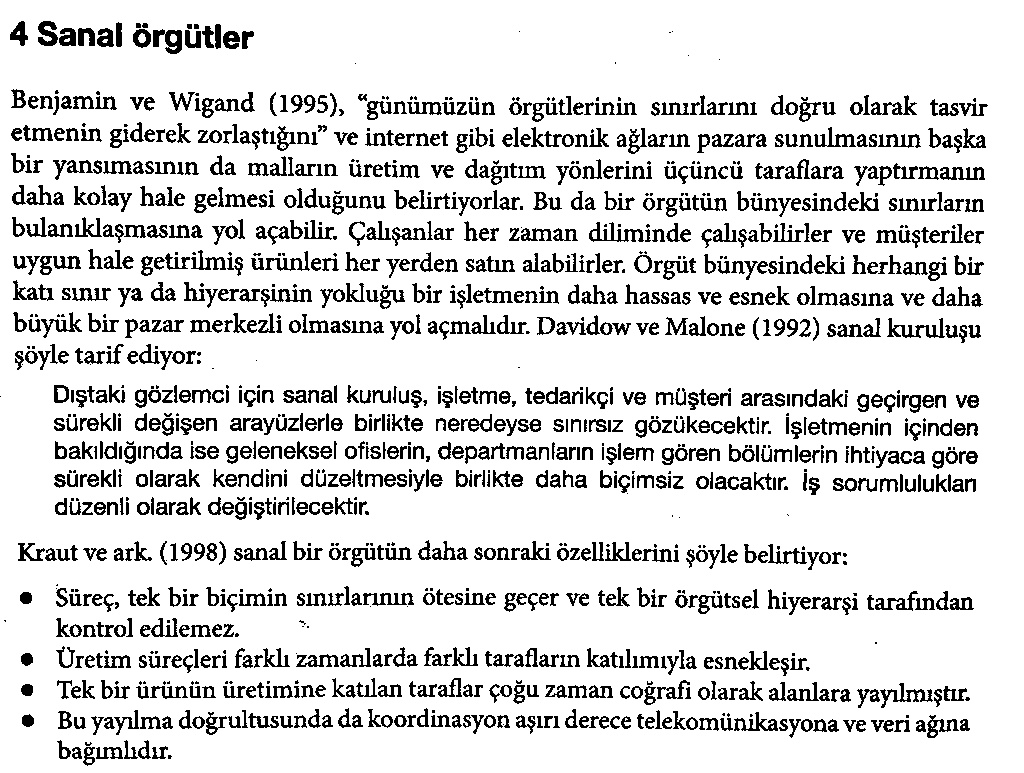 4 Sanal örgütler
Benjamin ve Wigand (1995), “günümüzün örgütlerinin sınırlarını doğru olarak tasvir
etmenin giderek zorlaştığını” ve internet gibi elektronik ağların pazara sunulmasının başka
bir yansımasının da malların üretim ve dağıtım yönlerini üçüncü taraflara yaptırmanın
daha kolay hale gelmesi olduğunu belirtiyorlar. Bu da bir örgütün bünyesindeki sınırların
bulanıklaşmasına yol açabilir. Çalışanlar her zaman diliminde çalışabilirler ve müşteriler
uygun hale getirilmiş ürünleri her yerden satın alabilirler. Örgüt bünyesindeki herhangi bir
katı sınır ya da hiyerarşinin yokluğu bir işletmenin daha hassas ve esnek olmasına ve daha
büyük bir pazar merkezli olmasına yol açmalıdır. Davidow ve Malone (1992) sanal kuruluşu
şöyle tarif ediyor:
Dıştaki gözlemci için sanal kuruluş, işletme, tedarikçi ve müşteri arasındaki geçirgen ve
sürekli değişen arayüzlerle birlikte neredeyse sınırsız gözükecektir. İşletmenin içinden
bakıldığında ise geleneksel ofislerin, departmanların işlem gören bölümlerin ihtiyaca göre
sürekli olarak kendini düzeltmesiyle birlikte daha biçimsiz olacaktır. İş sorumlulukları
düzenli olarak değiştirilecektir.
Kraut ve ark. (1998) sanal bir örgütün daha sonraki özelliklerini şöyle belirtiyor:
● Süreç, tek bir biçimin sınırlarının ötesine geçer ve tek bir örgütsel hiyerarşi tarafından
kontrol edilemez.
● Üretim süreçleri farklı zamanlarda farklı tarafların katılımıyla esnekleşir.
● Tek bir ürünün üretimine katılan taraflar çoğu zaman coğrafi olarak alanlara yayılmıştır.
● Bu yayılma doğrultusunda da koordinasyon aşırı derece telekomünikasyona ve veri ağına
bağımlıdır.